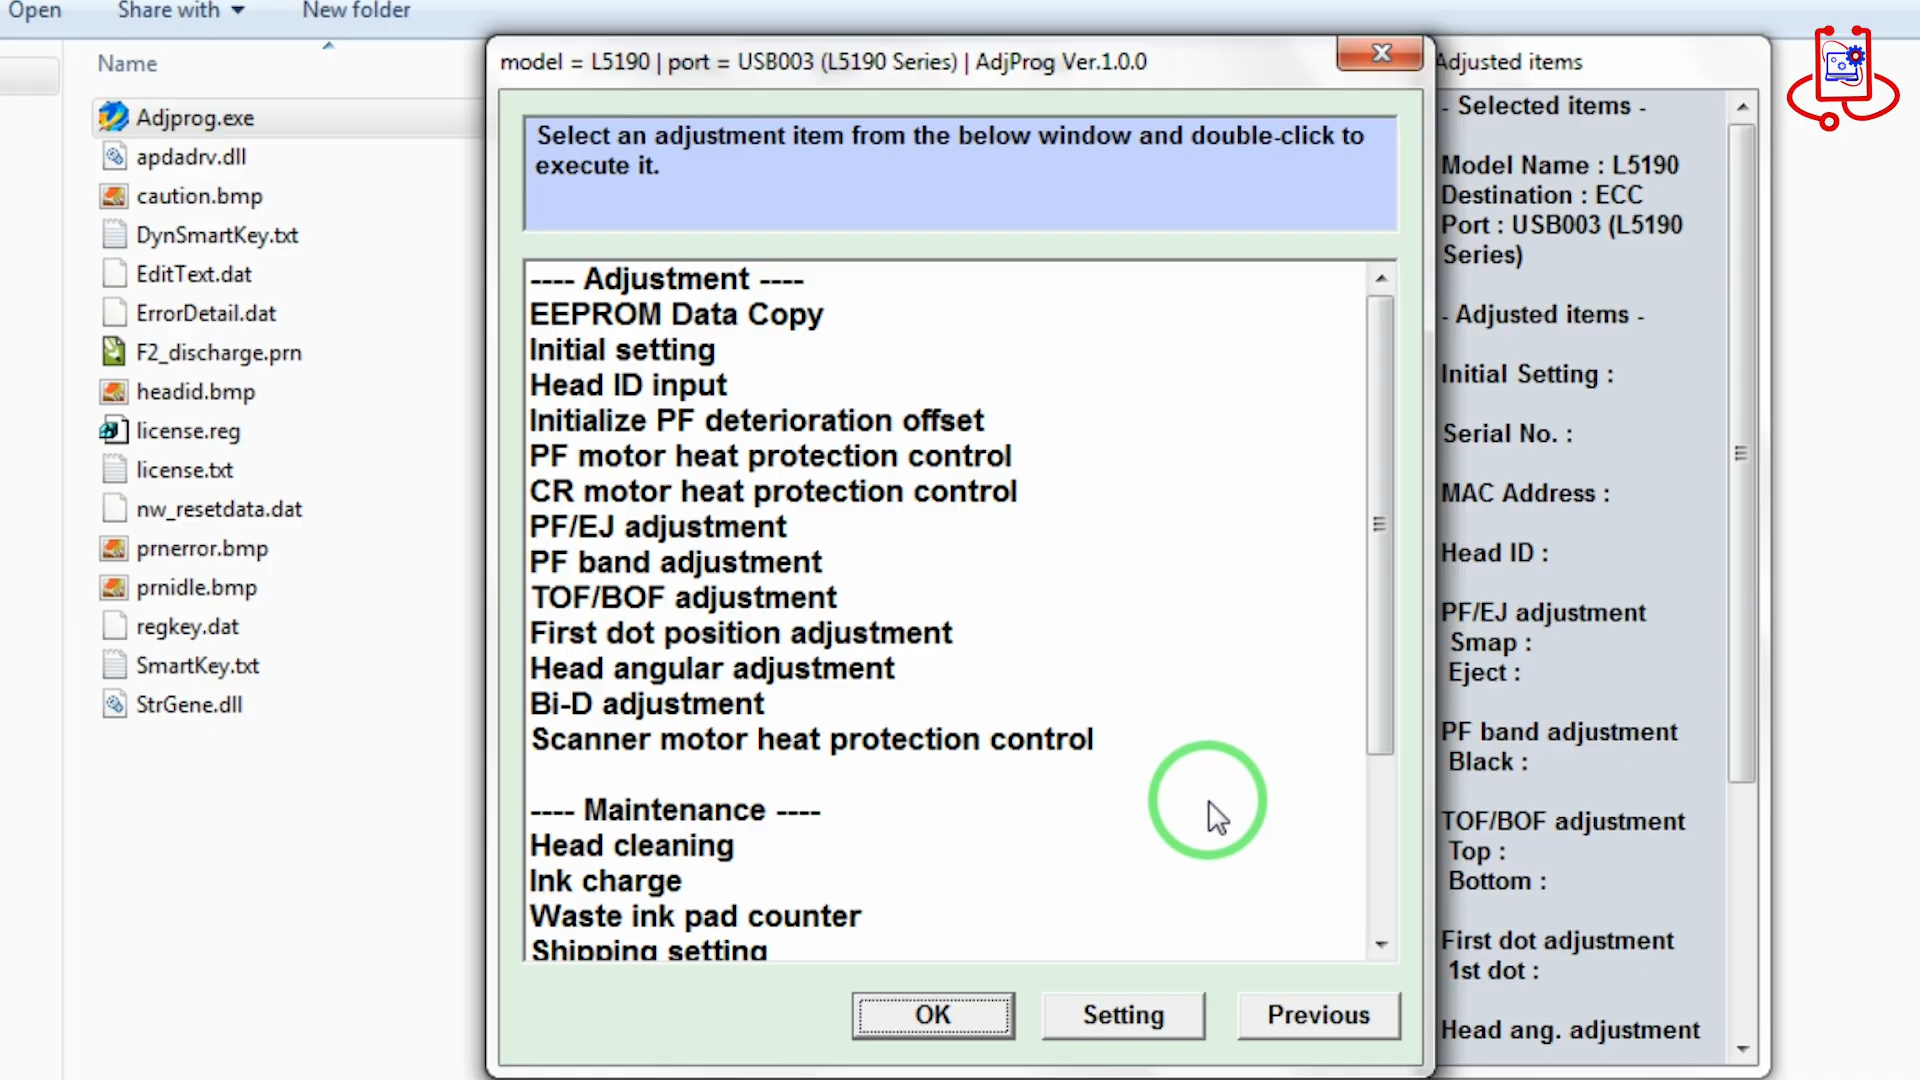 Open
Share with
New folder
Name
Adjprog.exe
apdadrv.dll
caution.bmp
DynSmartKey.txt
EditText.dat
ErrorDetail.dat
F2_discharge.prn
headid.bmp
license.reg
license.txt
nw_resetdata.dat
prnerror.bmp
prnidle.bmp
regkey.dat
SmartKey.txt
StrGene.dll
model = L5190 | port = USB003 (L5190 Series) | AdjProg Ver.1.0.0
Select an adjustment item from the below window and double-click to
execute it.
---- Adjustment ----
EEPROM Data Copy
Initial setting
Head ID input
Initialize PF deterioration offset
PF motor heat protection control
CR motor heat protection control
PF/EJ adjustment
PF band adjustment
TOF/BOF adjustment
First dot position adjustment
Head angular adjustment
Bi-D adjustment
Scanner motor heat protection control
---- Maintenance ----
Head cleaning
Ink charge
Waste ink pad counter
Shipping setting
OK
Setting
Previous
Adjusted items
- Selected items -
Model Name : L5190
Destination : ECC
Port : USB003 (L5190
Series)
- Adjusted items -
Initial Setting :
Serial No. :
MAC Address :
Head ID :
PF/EJ adjustment
Smap :
Eject :
PF band adjustment
Black :
TOF/BOF adjustment
Top :
Bottom :
First dot adjustment
1st dot :
Head ang. adjustment